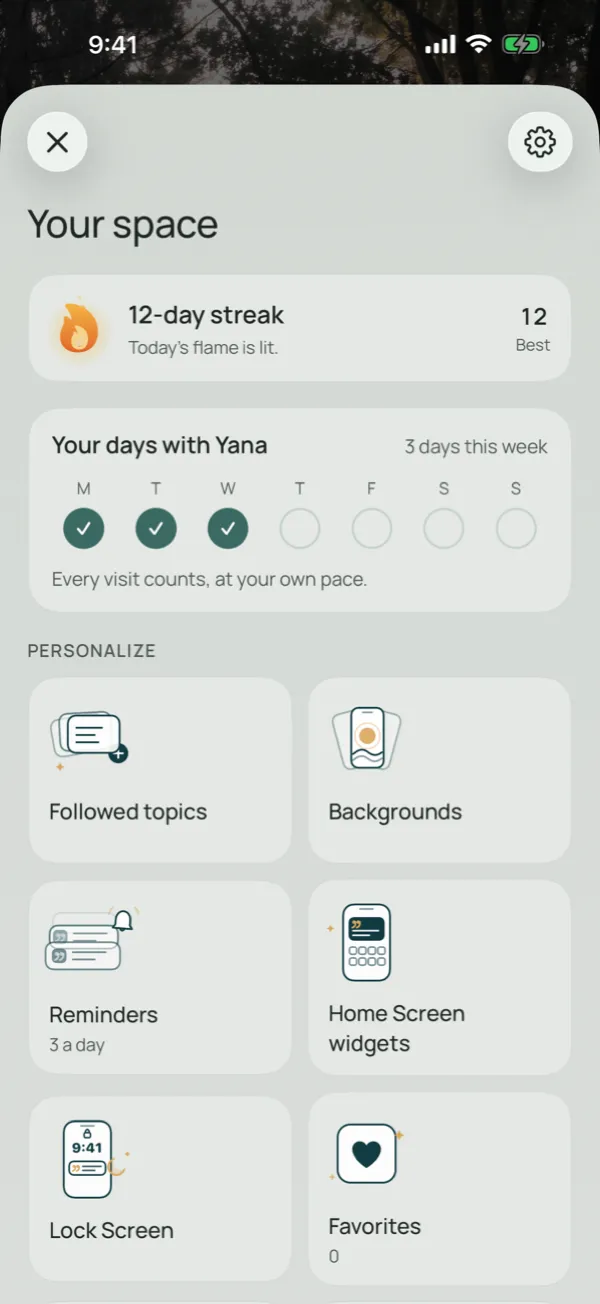 9:41
Your space
12-day streak
12
Today's flame is lit.
Best
Your days with Yana
3 days this week
M T W T F S S
Every visit counts, at your own pace.
PERSONALIZE
Followed topics
Backgrounds
Reminders
3 a day
Home Screen
widgets
9:41
Lock Screen
Favorites
0